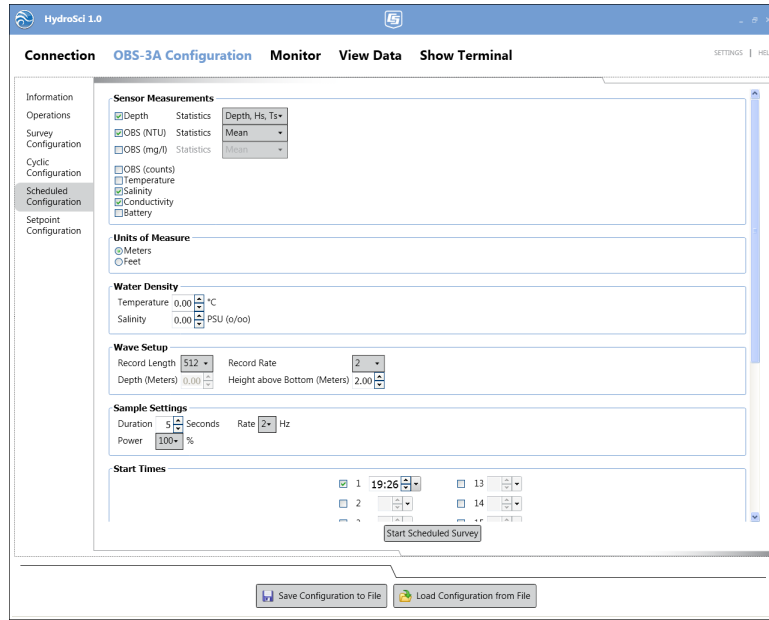 HydroSci 1.0
Connection OBS-3A Configuration Monitor View Data Show Terminal
SETTINGS | HEL
Information
Operations
Survey
Configuration
Cyclic
Configuration
Scheduled
Configuration
Setpoint
Configuration
Sensor Measurements
Depth Statistics Depth, Hs, Ts
OBS (NTU) Statistics Mean
OBS (mg/l) Statistics Mean
OBS (counts)
Temperature
Salinity
Conductivity
Battery
Units of Measure
Meters
Feet
Water Density
Temperature 0.00 °C
Salinity 0.00 PSU (o/oo)
Wave Setup
Record Length 512 Record Rate 2
Depth (Meters) 0.00 Height above Bottom (Meters) 2.00
Sample Settings
Duration 5 Seconds Rate 2 Hz
Power 100 %
Start Times
1 19:26 13
2 14
Start Scheduled Survey
Save Configuration to File Load Configuration from File